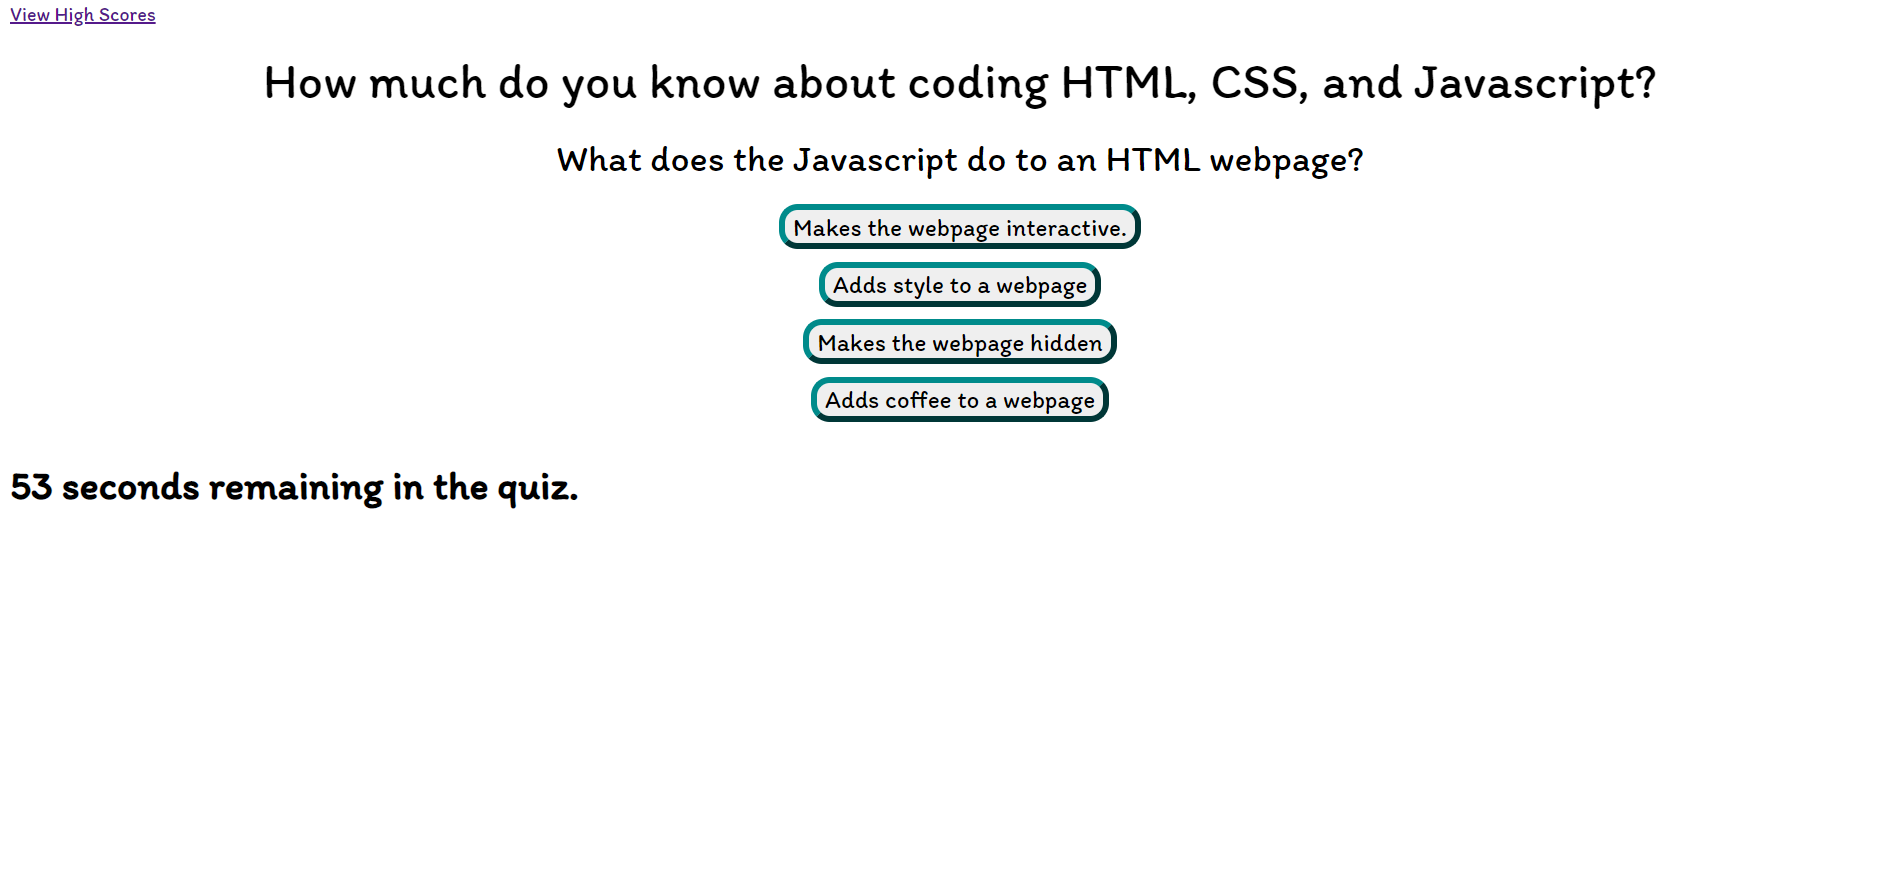 View High Scores
How much do you know about coding HTML, CSS, and Javascript?
What does the Javascript do to an HTML webpage?
Makes the webpage interactive.
Adds style to a webpage
Makes the webpage hidden
Adds coffee to a webpage
53 seconds remaining in the quiz.